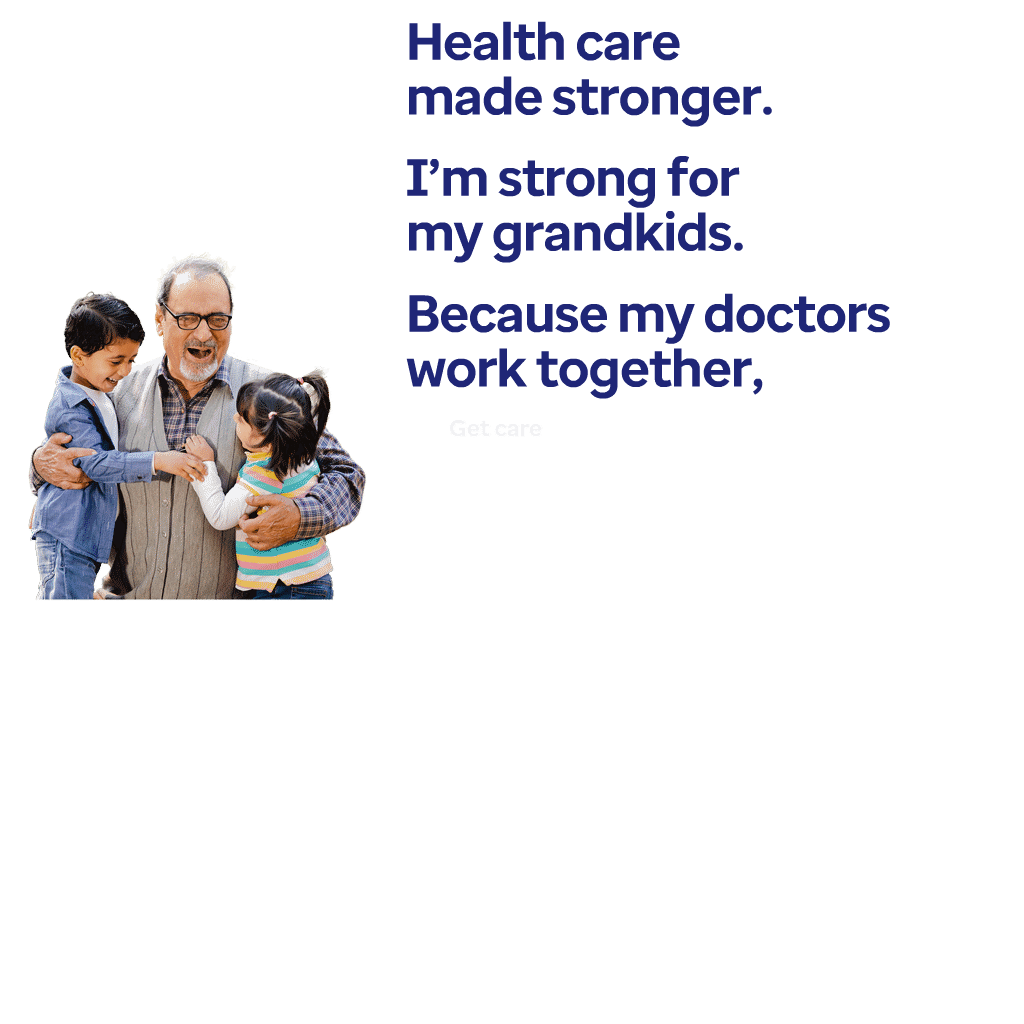 Health care
made stronger.
I’m strong for
my grandkids.
Because my doctors
work together,
Get care